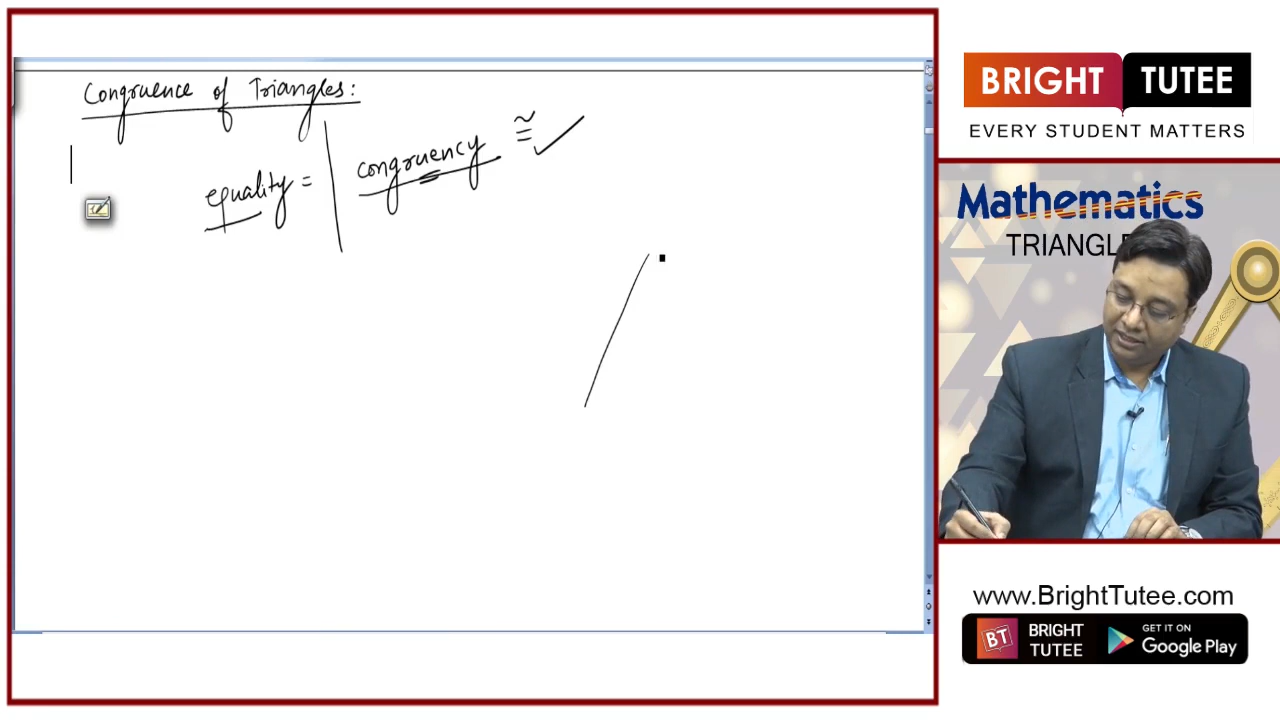 Congruence of Triangles:
equality =
congruency ≅
BRIGHT TUTEE
EVERY STUDENT MATTERS
Mathematics
TRIANGLE
www.BrightTutee.com
BT
BRIGHT TUTEE
GET IT ON
Google Play